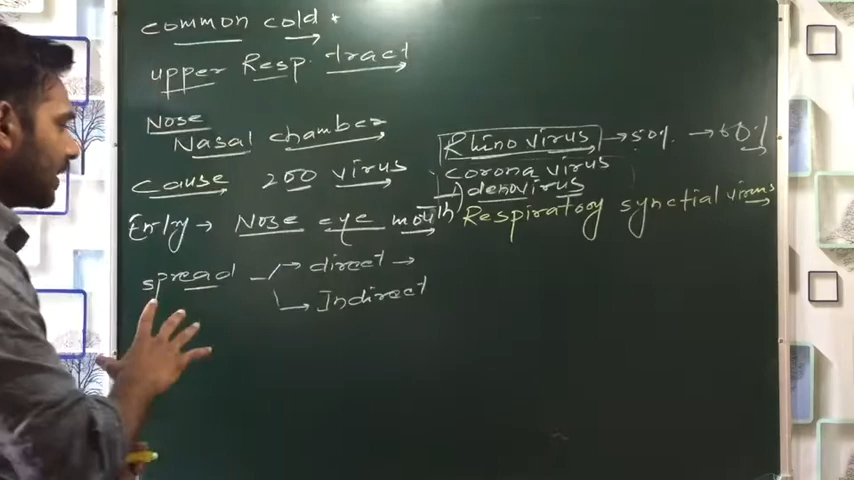 common cold *
upper Resp. tract
Nose
Nasal chamber
Cause 200 virus
Entry → Nose eye mouth
spread → direct →
→ Indirect
Rhino virus → 50% → 60%
corona virus
Adenovirus
Respiratory synctial virus